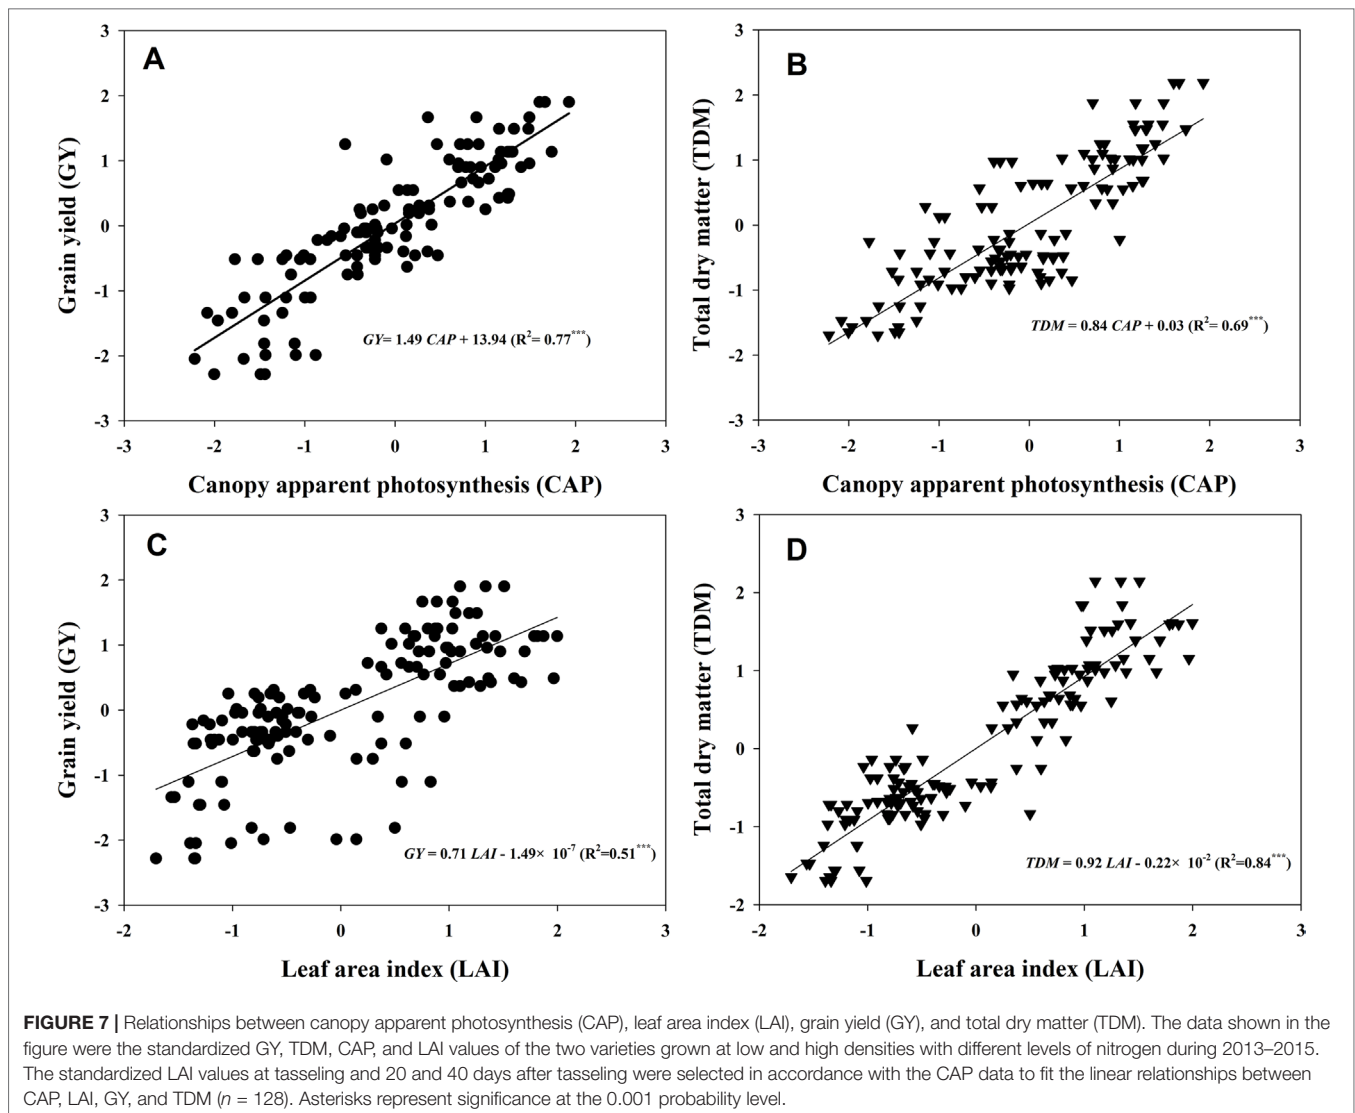 A
3
2
1
0
-1
-2
-3
Grain yield (GY)
GY= 1.49 CAP + 13.94 (R²= 0.77***)
-3 -2 -1 0 1 2 3
Canopy apparent photosynthesis (CAP)
B
3
2
1
0
-1
-2
-3
Total dry matter (TDM)
TDM = 0.84 CAP + 0.03 (R²= 0.69***)
-3 -2 -1 0 1 2 3
Canopy apparent photosynthesis (CAP)
C
3
2
1
0
-1
-2
-3
Grain yield (GY)
GY = 0.71 LAI - 1.49× 10⁻⁷ (R²=0.51***)
-2 -1 0 1 2 3
Leaf area index (LAI)
D
3
2
1
0
-1
-2
Total dry matter (TDM)
TDM = 0.92 LAI - 0.22× 10⁻² (R²=0.84***)
-2 -1 0 1 2 3
Leaf area index (LAI)
FIGURE 7 | Relationships between canopy apparent photosynthesis (CAP), leaf area index (LAI), grain yield (GY), and total dry matter (TDM). The data shown in the
figure were the standardized GY, TDM, CAP, and LAI values of the two varieties grown at low and high densities with different levels of nitrogen during 2013–2015.
The standardized LAI values at tasseling and 20 and 40 days after tasseling were selected in accordance with the CAP data to fit the linear relationships between
CAP, LAI, GY, and TDM (n = 128). Asterisks represent significance at the 0.001 probability level.